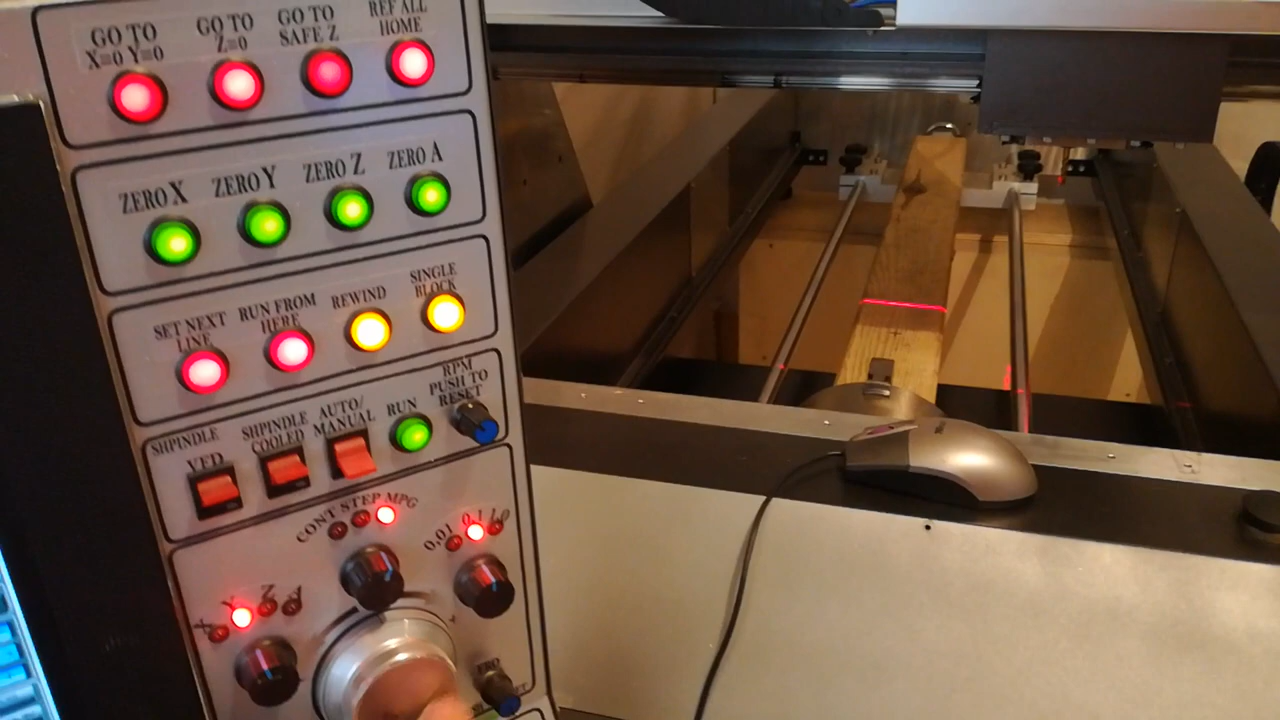 GO TO
X=0 Y=0
GO TO
Z=0
GO TO
SAFE Z
REF ALL
HOME
ZERO X
ZERO Y
ZERO Z
ZERO A
SET NEXT
LINE
RUN FROM
HERE
REWIND
SINGLE
BLOCK
SHPINDLE
VFD
SHPINDLE
COOLED
AUTO/
MANUAL
RUN
RPM
PUSH TO
RESET
CONT STEP MPG
0,01 0,1 1,0
X Y Z A
FRO